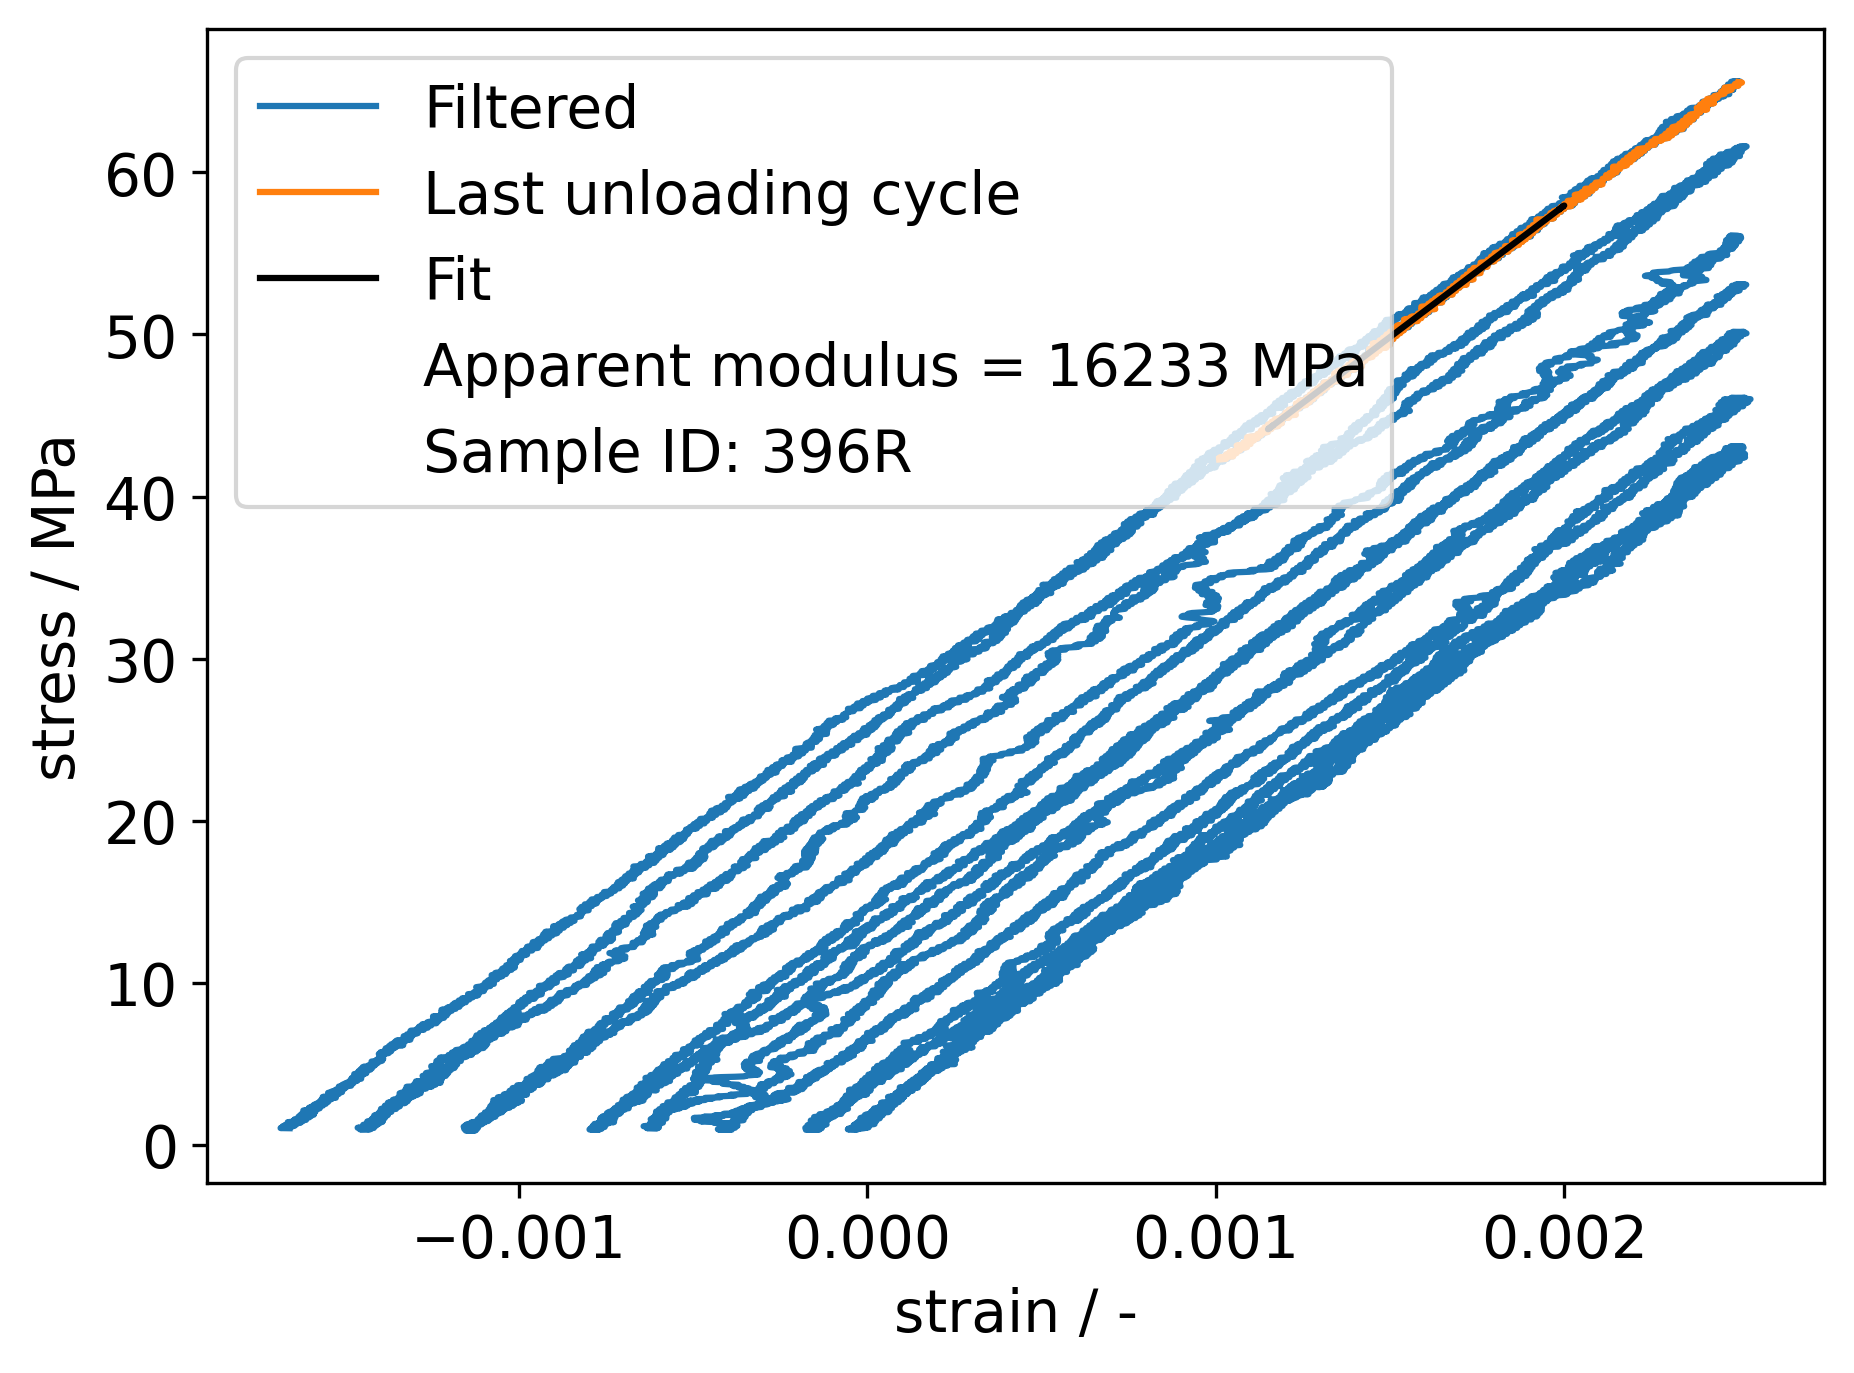 Filtered
Last unloading cycle
Fit
Apparent modulus = 16233 MPa
Sample ID: 396R
60
50
40
30
20
10
0
stress / MPa
−0.001
0.000
0.001
0.002
strain / -